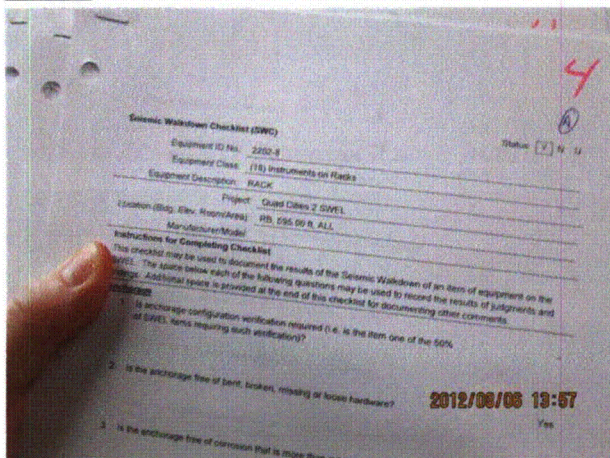 4
A
Seismic Walkdown Checklist (SWC)
Status: [Y] N U
Equipment ID No. 2202-8
Equipment Class (18) Instruments on Racks
Equipment Description RACK
Project Quad Cities 2 SWEL
Location (Bldg, Elev, Room/Area) RB, 595.00 ft, ALL
Manufacturer/Model
Instructions for Completing Checklist
This checklist may be used to document the results of the Seismic Walkdown of an item of equipment on the
SWEL. The space below each of the following questions may be used to record the results of judgments and
findings. Additional space is provided at the end of this checklist for documenting other comments.
1. Is anchorage configuration verification required (i.e. is the item one of the 50%
of SWEL items requiring such verification)?
2. Is the anchorage free of bent, broken, missing or loose hardware?
Yes
3. Is the anchorage free of corrosion that is more than
2012/08/06 13:57